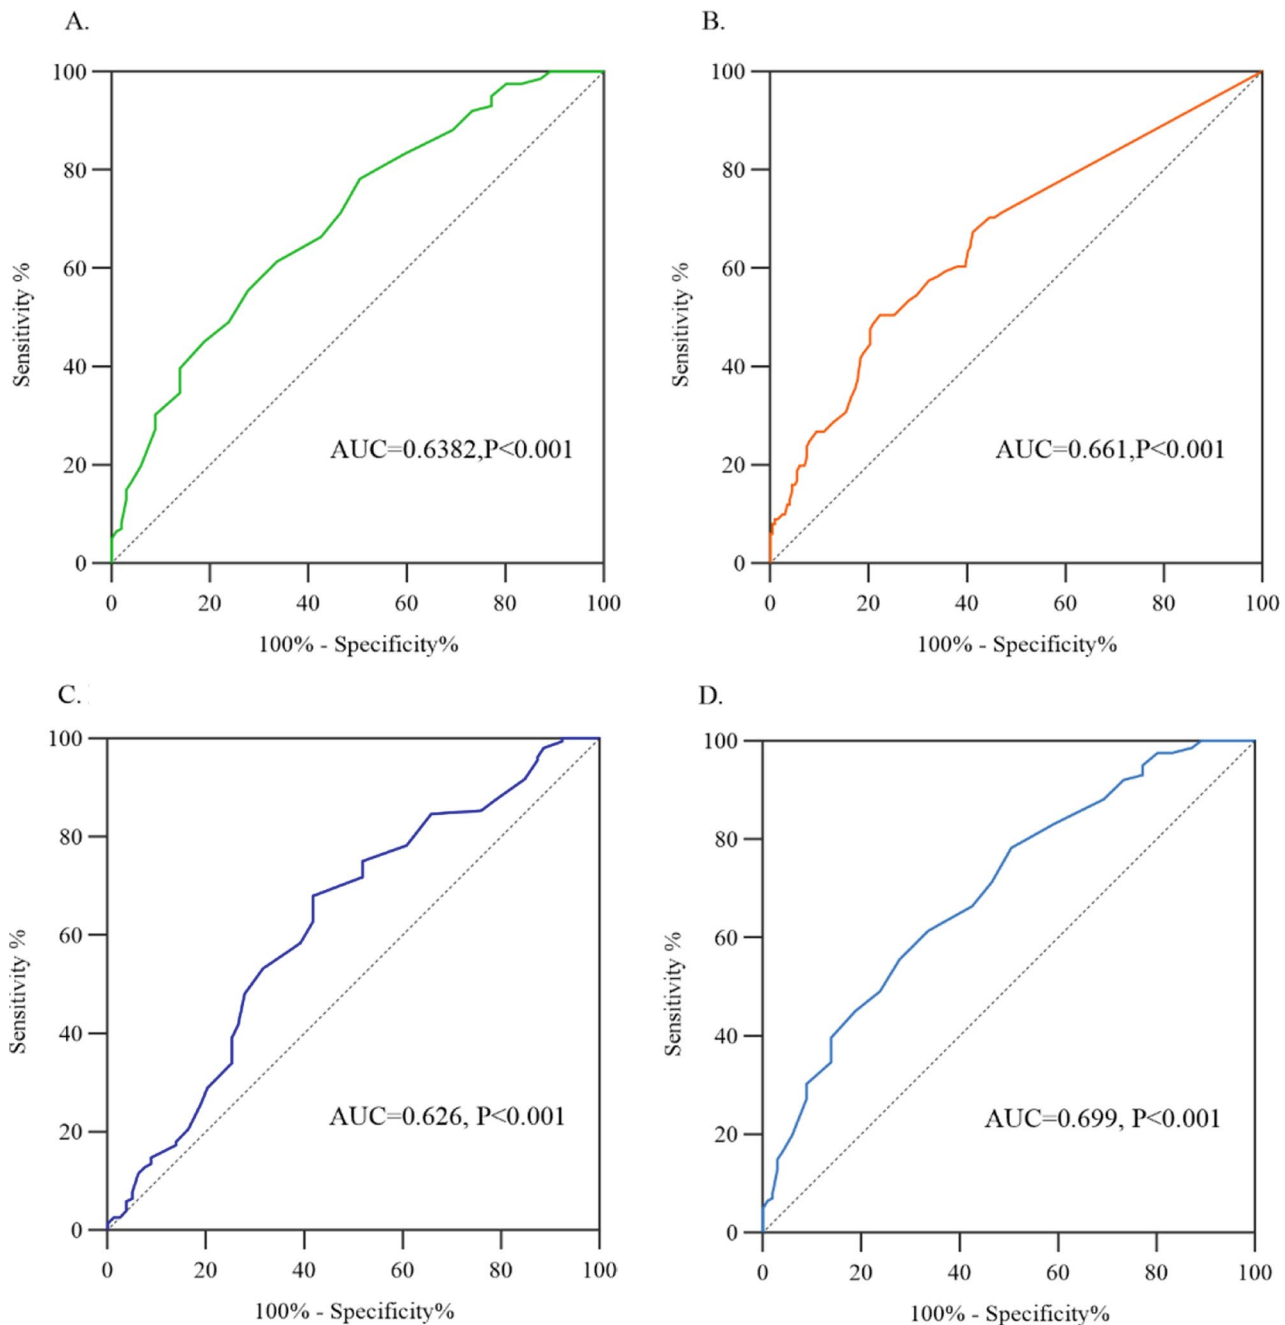 A.
100
80
60
40
20
0
Sensitivity %
AUC=0.6382,P<0.001
0 20 40 60 80 100
100% - Specificity%
B.
100
80
60
40
20
0
Sensitivity %
AUC=0.661,P<0.001
0 20 40 60 80 100
100% - Specificity%
C.
100
80
60
40
20
0
Sensitivity %
AUC=0.626, P<0.001
0 20 40 60 80 100
100% - Specificity%
D.
100
80
60
40
20
0
Sensitivity %
AUC=0.699, P<0.001
0 20 40 60 80 100
100% - Specificity%